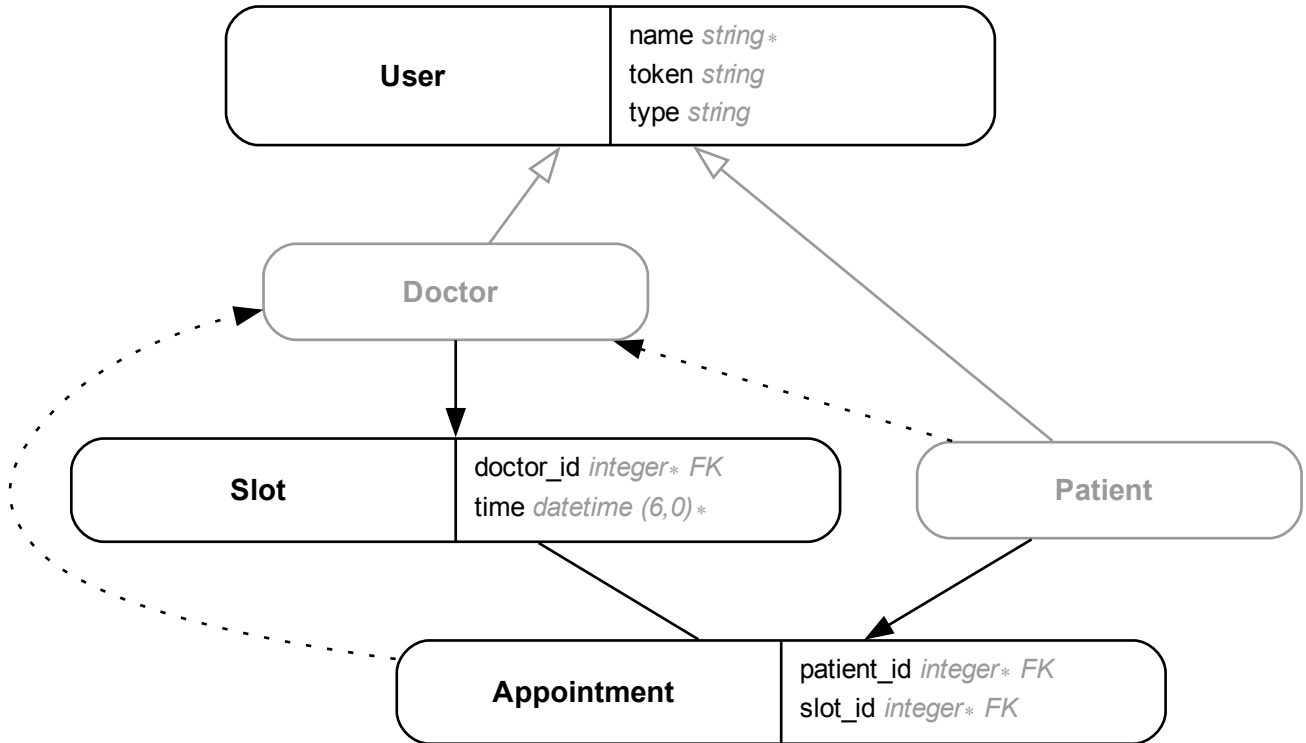 User
name string*
token string
type string
Doctor
Slot
doctor_id integer* FK
time datetime (6,0)*
Patient
Appointment
patient_id integer* FK
slot_id integer* FK